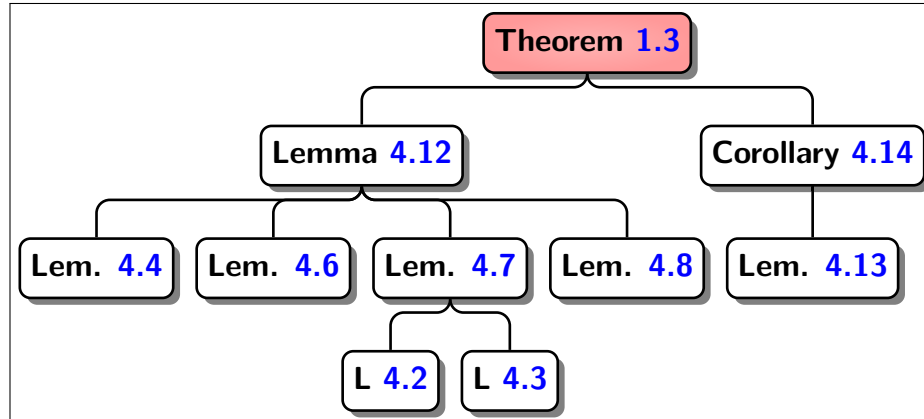 Theorem 1.3
Lemma 4.12
Corollary 4.14
Lem. 4.4
Lem. 4.6
Lem. 4.7
Lem. 4.8
Lem. 4.13
L 4.2
L 4.3